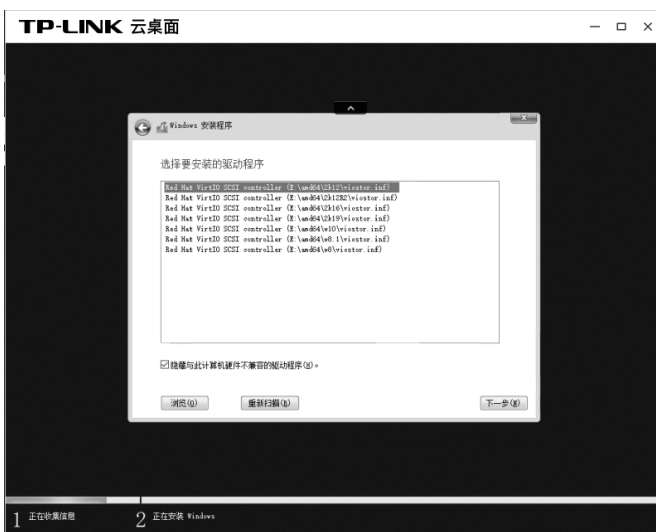 TP-LINK 云桌面
Windows 安装程序
选择要安装的驱动程序
Red Hat VirtIO SCSI controller (E:\amd64\2k12\viostor.inf)
Red Hat VirtIO SCSI controller (E:\amd64\2k12R2\viostor.inf)
Red Hat VirtIO SCSI controller (E:\amd64\2k16\viostor.inf)
Red Hat VirtIO SCSI controller (E:\amd64\2k19\viostor.inf)
Red Hat VirtIO SCSI controller (E:\amd64\w10\viostor.inf)
Red Hat VirtIO SCSI controller (E:\amd64\w8.1\viostor.inf)
Red Hat VirtIO SCSI controller (E:\amd64\w8\viostor.inf)
隐藏与此计算机硬件不兼容的驱动程序(H)。
浏览(O) 重新扫描(R) 下一步(N)
1 正在收集信息 2 正在安装 Windows